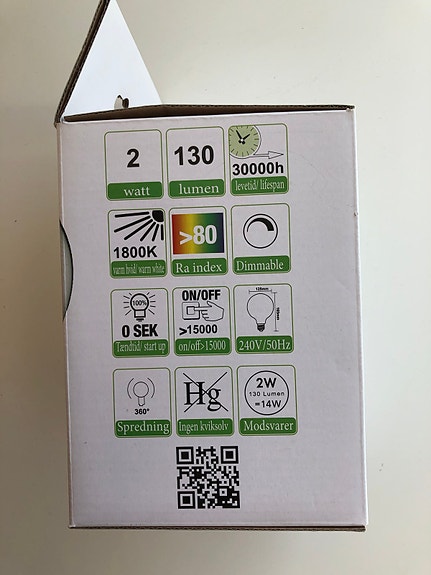 2
watt
130
lumen
30000h
levetid/ lifespan
1800K
varm hvid/ warm white
>80
Ra index
Dimmable
100%
0 SEK
Tændtid/ start up
ON/OFF
>15000
on/off>15000
128mm
240V/50Hz
360°
Spredning
Hg
Ingen kviksolv
2W
130 Lumen
=14W
Modsvarer